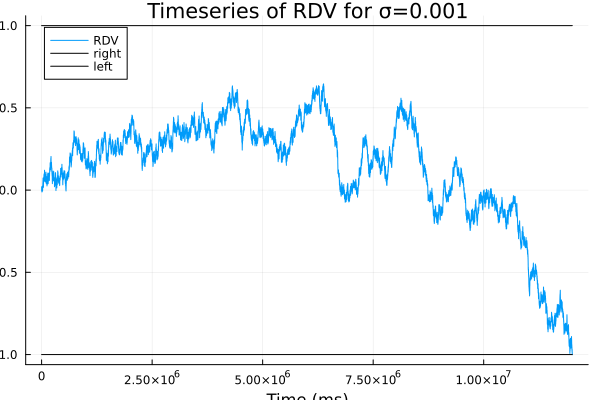 Timeseries of RDV for σ=0.001
1.0
RDV
right
left
0.5
0.0
0.5
1.0
0 2.50×10⁶ 5.00×10⁶ 7.50×10⁶ 1.00×10⁷
Time (ms)